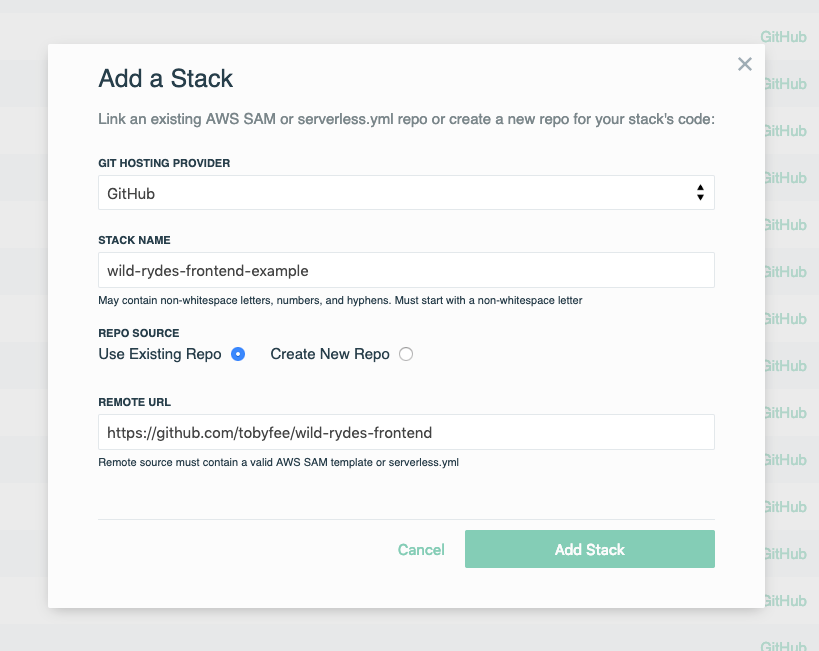 GitHub
Add a Stack
GitHub
Link an existing AWS SAM or serverless.yml repo or create a new repo for your stack's code:
GitHub
GIT HOSTING PROVIDER
GitHub
GitHub
GitHub
STACK NAME
wild-rydes-frontend-example
GitHub
May contain non-whitespace letters, numbers, and hyphens. Must start with a non-whitespace letter
GitHub
REPO SOURCE
Use Existing Repo
Create New Repo
GitHub
REMOTE URL
GitHub
https://github.com/tobyfee/wild-rydes-frontend
Remote source must contain a valid AWS SAM template or serverless.yml
GitHub
GitHub
Cancel
Add Stack
GitHub
GitHub
GitHub